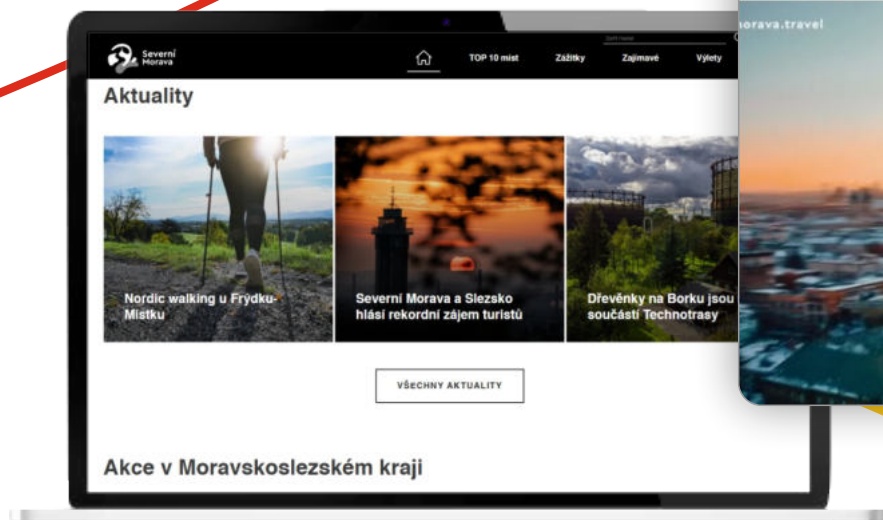 orava.travel
Severní
Morava
TOP 10 míst
Zážitky
Zajímavé
Výlety
Aktuality
Nordic walking u Frýdku-
Místku
Severní Morava a Slezsko
hlásí rekordní zájem turistů
Dřevěnky na Borku jsou
součástí Technotrasy
VŠECHNY AKTUALITY
Akce v Moravskoslezském kraji